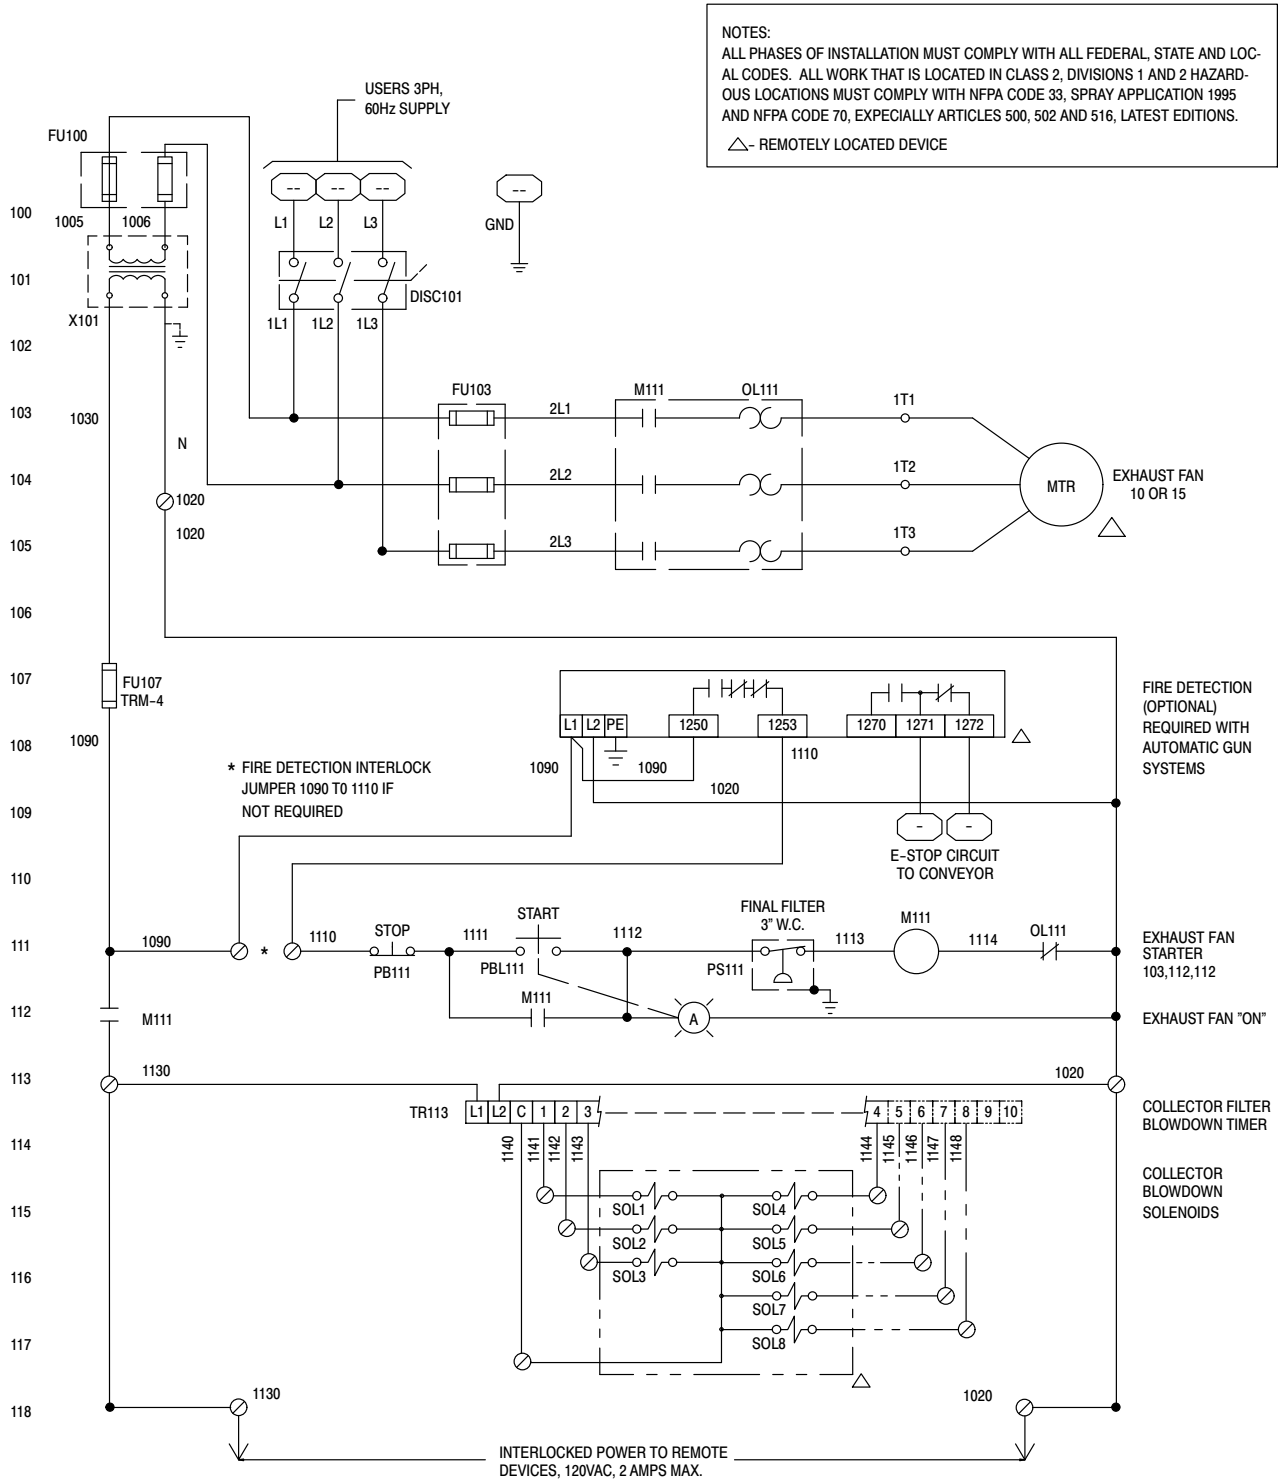 NOTES:
ALL PHASES OF INSTALLATION MUST COMPLY WITH ALL FEDERAL, STATE AND LOC-
AL CODES. ALL WORK THAT IS LOCATED IN CLASS 2, DIVISIONS 1 AND 2 HAZARD-
OUS LOCATIONS MUST COMPLY WITH NFPA CODE 33, SPRAY APPLICATION 1995
AND NFPA CODE 70, EXPECIALLY ARTICLES 500, 502 AND 516, LATEST EDITIONS.
- REMOTELY LOCATED DEVICE
USERS 3PH,
60Hz SUPPLY
FU100
-- -- -- --
100
1005 1006
L1 L2 L3
GND
101
DISC101
X101
1L1 1L2 1L3
102
FU103
M111 OL111
103
1030
2L1
1T1
N
104
2L2
1T2
MTR
EXHAUST FAN
10 OR 15
1020
1020
105
2L3
1T3
106
107
FU107
TRM-4
FIRE DETECTION
(OPTIONAL)
REQUIRED WITH
AUTOMATIC GUN
SYSTEMS
L1 L2 PE 1250 1253 1270 1271 1272
108
1090
1110
1090 1090
1020
* FIRE DETECTION INTERLOCK
JUMPER 1090 T0 1110 IF
NOT REQUIRED
109
- -
E-STOP CIRCUIT
TO CONVEYOR
110
FINAL FILTER
3" W.C.
START
M111
STOP
OL111
111
1090 * 1110 1111 1112 1113 1114
EXHAUST FAN
STARTER
103,112,112
PB111 PBL111 PS111
M111
112
M111
A
EXHAUST FAN "ON"
113
1130
1020
TR113 L1 L2 C 1 2 3 4 5 6 7 8 9 10
COLLECTOR FILTER
BLOWDOWN TIMER
114
1140 1141 1142 1143 1144 1145 1146 1147 1148
COLLECTOR
BLOWDOWN
SOLENOIDS
115
SOL1 SOL4
SOL2 SOL5
SOL3 SOL6
116
SOL7
117
SOL8
118
1130
1020
INTERLOCKED POWER TO REMOTE
DEVICES, 120VAC, 2 AMPS MAX.